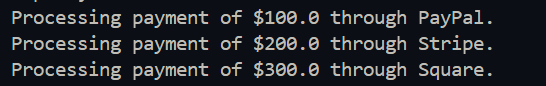 Processing payment of $100.0 through PayPal.
Processing payment of $200.0 through Stripe.
Processing payment of $300.0 through Square.